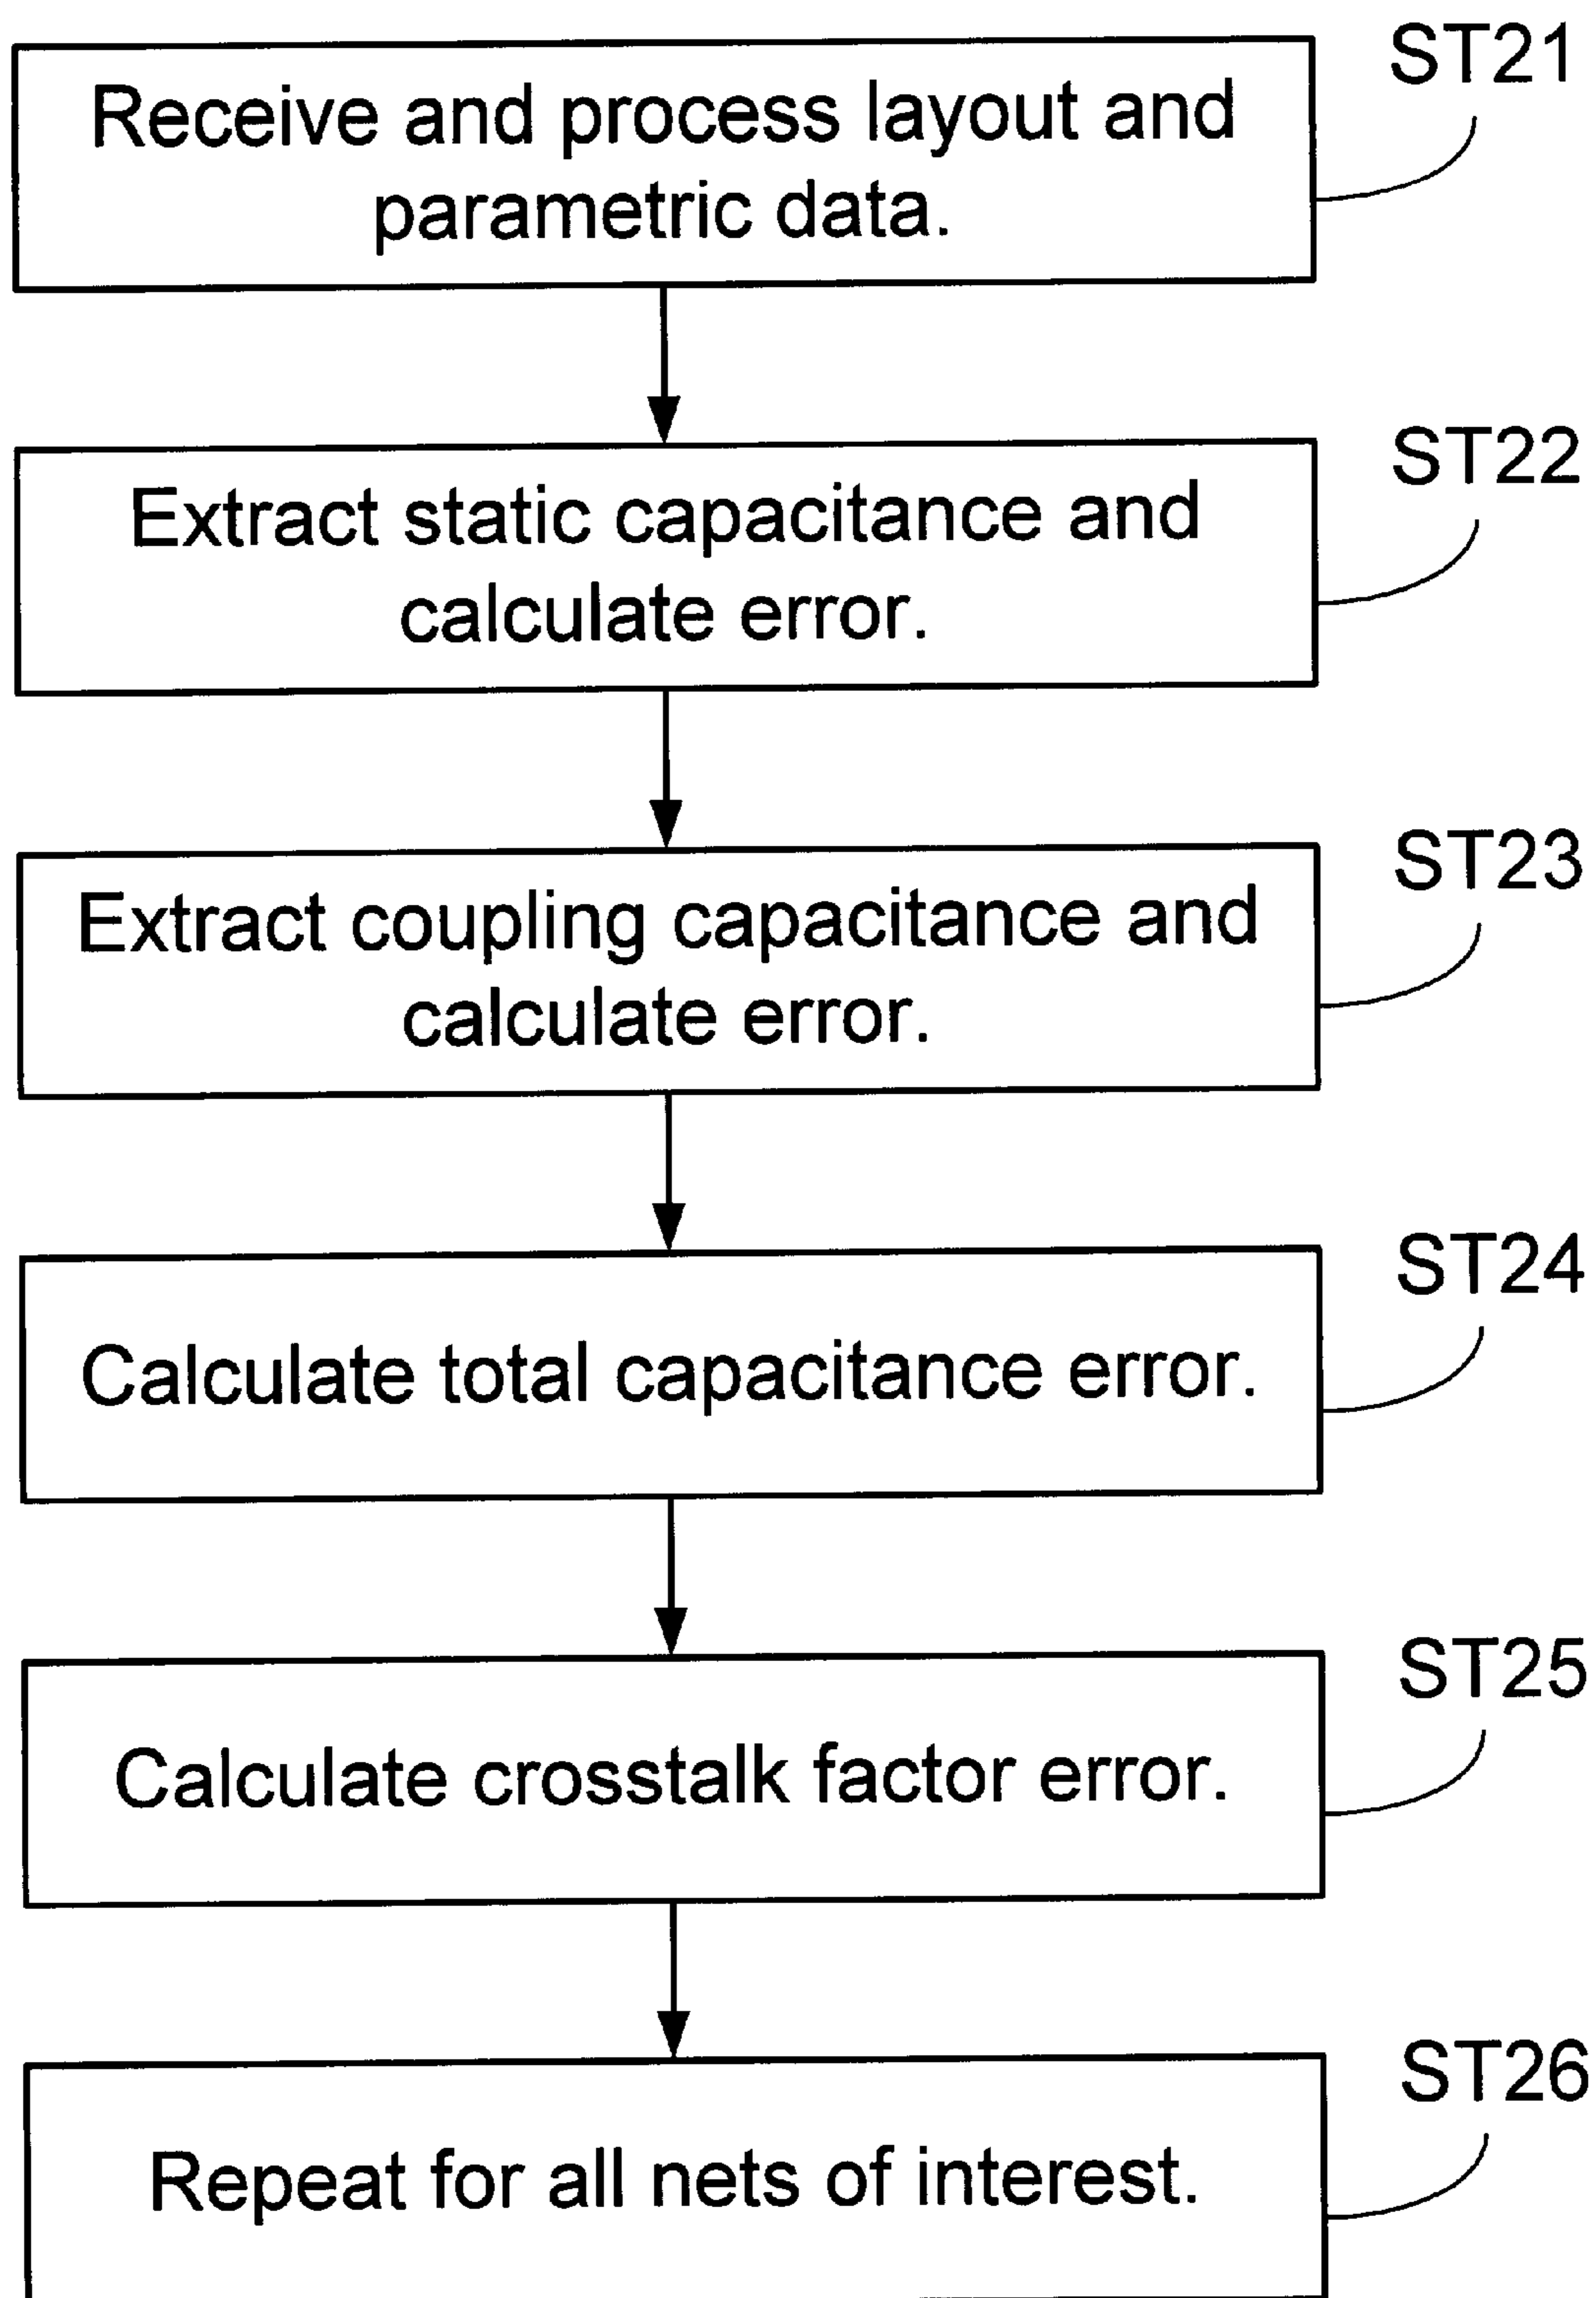 ST21
Receive and process layout and
parametric data.
ST22
Extract static capacitance and
calculate error.
ST23
Extract coupling capacitance and
calculate error.
ST24
Calculate total capacitance error.
ST25
Calculate crosstalk factor error.
ST26
Repeat for all nets of interest.